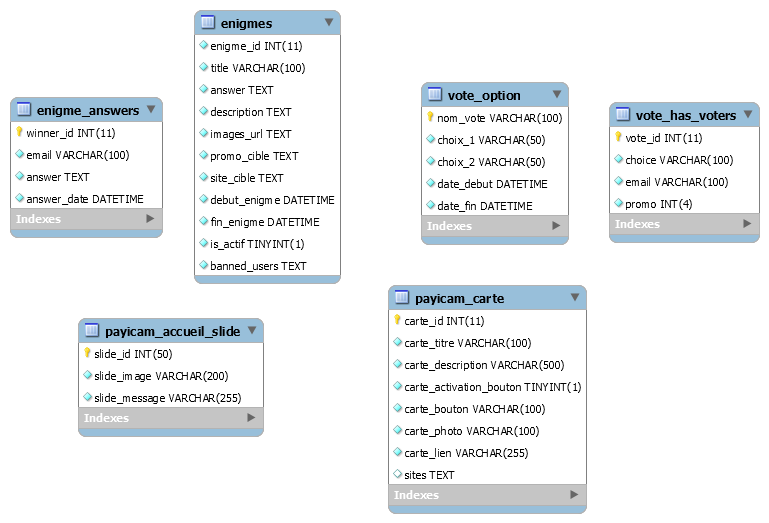 enigmes
enigme_id INT(11)
title VARCHAR(100)
answer TEXT
description TEXT
images_url TEXT
promo_cible TEXT
site_cible TEXT
debut_enigme DATETIME
fin_enigme DATETIME
is_actif TINYINT(1)
banned_users TEXT
enigme_answers
winner_id INT(11)
email VARCHAR(100)
answer TEXT
answer_date DATETIME
Indexes
vote_option
nom_vote VARCHAR(100)
choix_1 VARCHAR(50)
choix_2 VARCHAR(50)
date_debut DATETIME
date_fin DATETIME
Indexes
vote_has_voters
vote_id INT(11)
choice VARCHAR(100)
email VARCHAR(100)
promo INT(4)
Indexes
payicam_accueil_slide
slide_id INT(50)
slide_image VARCHAR(200)
slide_message VARCHAR(255)
Indexes
payicam_carte
carte_id INT(11)
carte_titre VARCHAR(100)
carte_description VARCHAR(500)
carte_activation_bouton TINYINT(1)
carte_bouton VARCHAR(100)
carte_photo VARCHAR(100)
carte_lien VARCHAR(255)
sites TEXT
Indexes